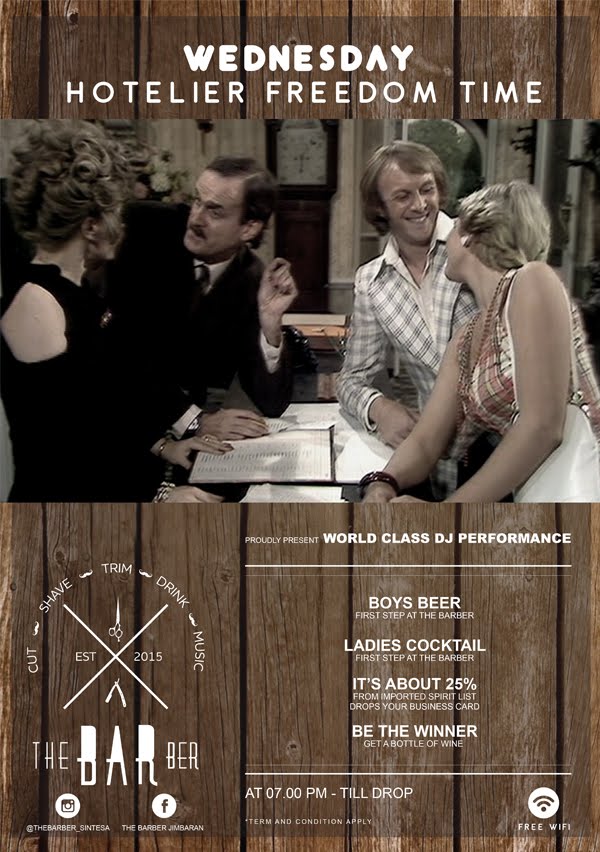 WEDNESDAY
HOTELIER FREEDOM TIME
PROUDLY PRESENT WORLD CLASS DJ PERFORMANCE
BOYS BEER
FIRST STEP AT THE BARBER
LADIES COCKTAIL
FIRST STEP AT THE BARBER
IT'S ABOUT 25%
FROM IMPORTED SPIRIT LIST
DROPS YOUR BUSINESS CARD
BE THE WINNER
GET A BOTTLE OF WINE
AT 07.00 PM - TILL DROP
*TERM AND CONDITION APPLY
CUT SHAVE TRIM DRINK MUSIC
EST 2015
THE BARBER
@THEBARBER_SINTESA THE BARBER JIMBARAN
FREE WIFI